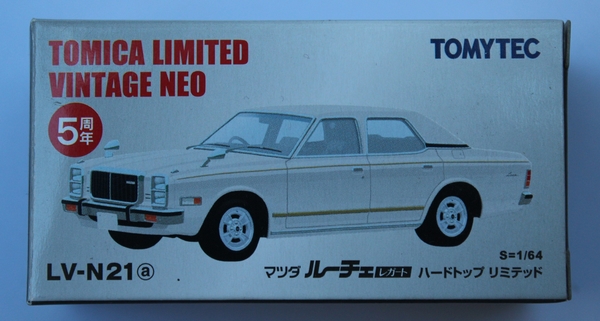 TOMICA LIMITED
VINTAGE NEO
TOMYTEC
5周年
S=1/64
LV-N21ⓐ
マツダ ルーチェ レガート ハードトップ リミテッド